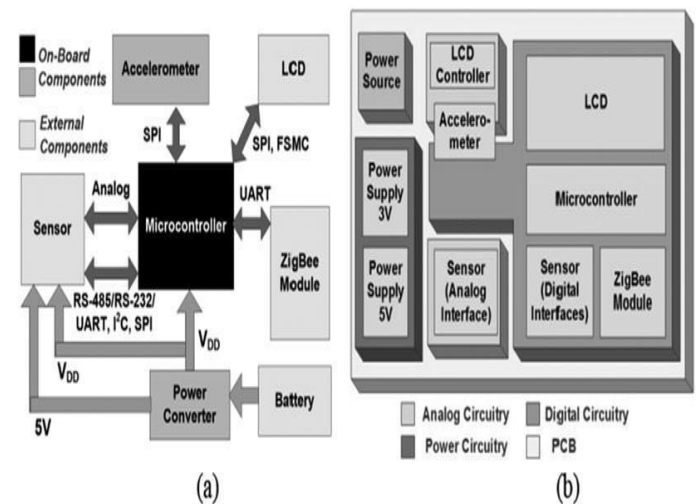 On-Board
Components
External
Components
Accelerometer
LCD
SPI
SPI, FSMC
Analog
UART
Sensor
Microcontroller
ZigBee
Module
RS-485/RS-232/
UART, I²C, SPI
VDD
VDD
5V
Power
Converter
Battery
(a)
Power
Source
LCD
Controller
Accelero-
meter
LCD
Power
Supply
3V
Microcontroller
Power
Supply
5V
Sensor
(Analog
Interface)
Sensor
(Digital
Interfaces)
ZigBee
Module
Analog Circuitry
Digital Circuitry
Power Circuitry
PCB
(b)